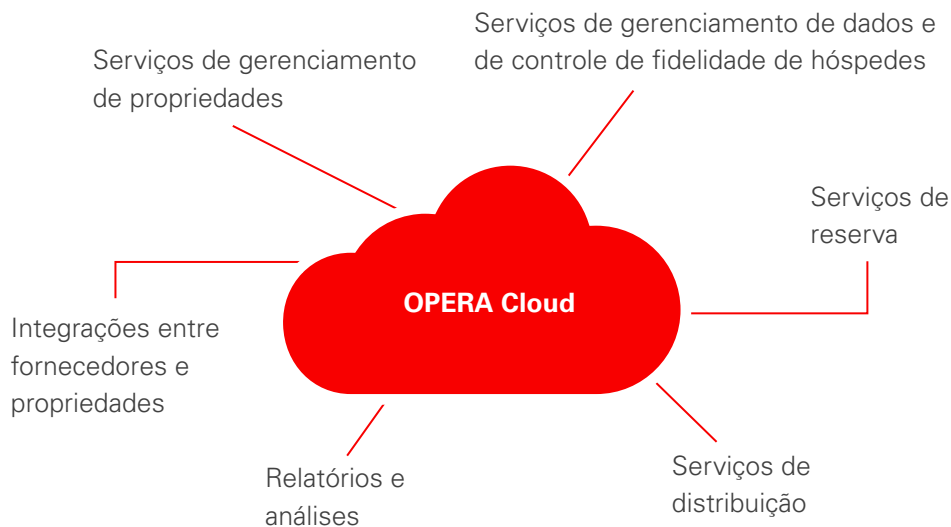 Serviços de gerenciamento
de propriedades
Serviços de gerenciamento de dados e
de controle de fidelidade de hóspedes
Serviços de
reserva
OPERA Cloud
Integrações entre
fornecedores e
propriedades
Relatórios e
análises
Serviços de
distribuição